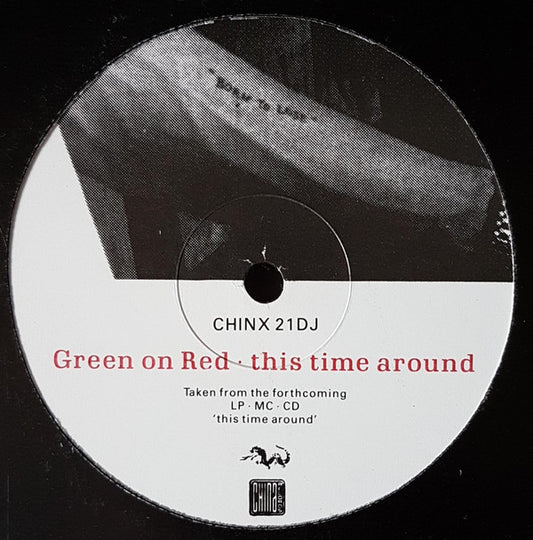 "BORN TO LOSE"
CHINX 21DJ
Green on Red · this time around
Taken from the forthcoming
LP · MC · CD
'this time around'
CHINA